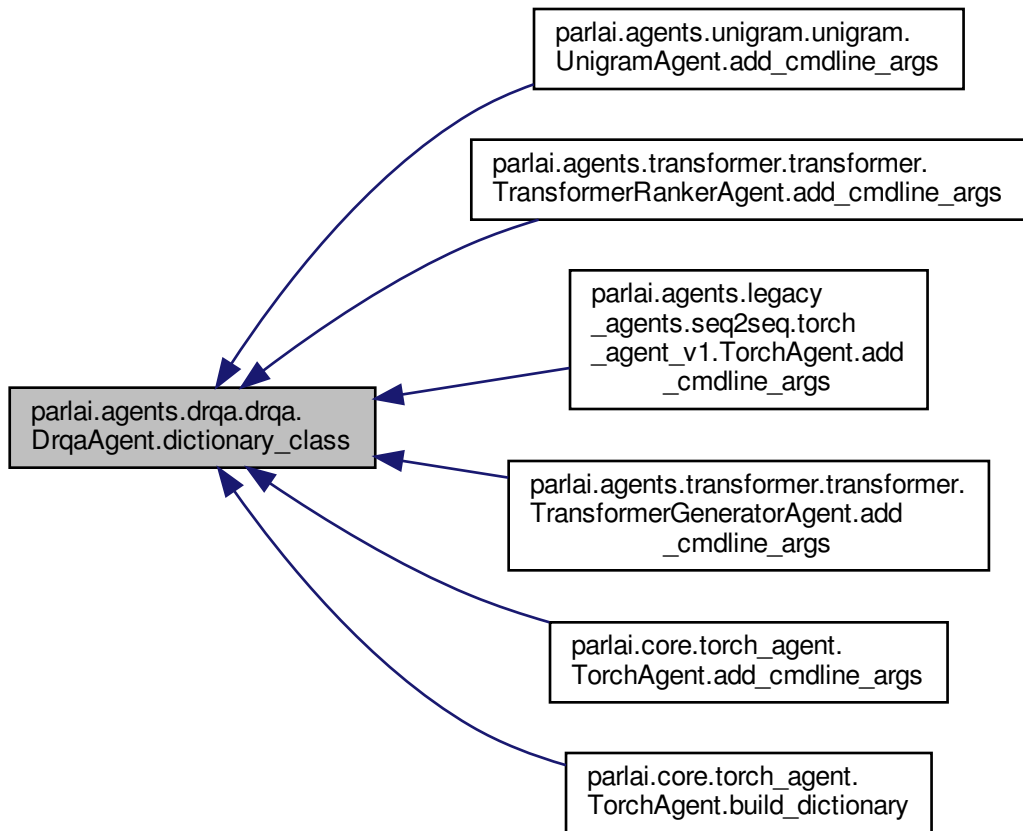 parlai.agents.unigram.unigram.
UnigramAgent.add_cmdline_args
parlai.agents.transformer.transformer.
TransformerRankerAgent.add_cmdline_args
parlai.agents.legacy
_agents.seq2seq.torch
_agent_v1.TorchAgent.add
_cmdline_args
parlai.agents.drqa.drqa.
DrqaAgent.dictionary_class
parlai.agents.transformer.transformer.
TransformerGeneratorAgent.add
_cmdline_args
parlai.core.torch_agent.
TorchAgent.add_cmdline_args
parlai.core.torch_agent.
TorchAgent.build_dictionary